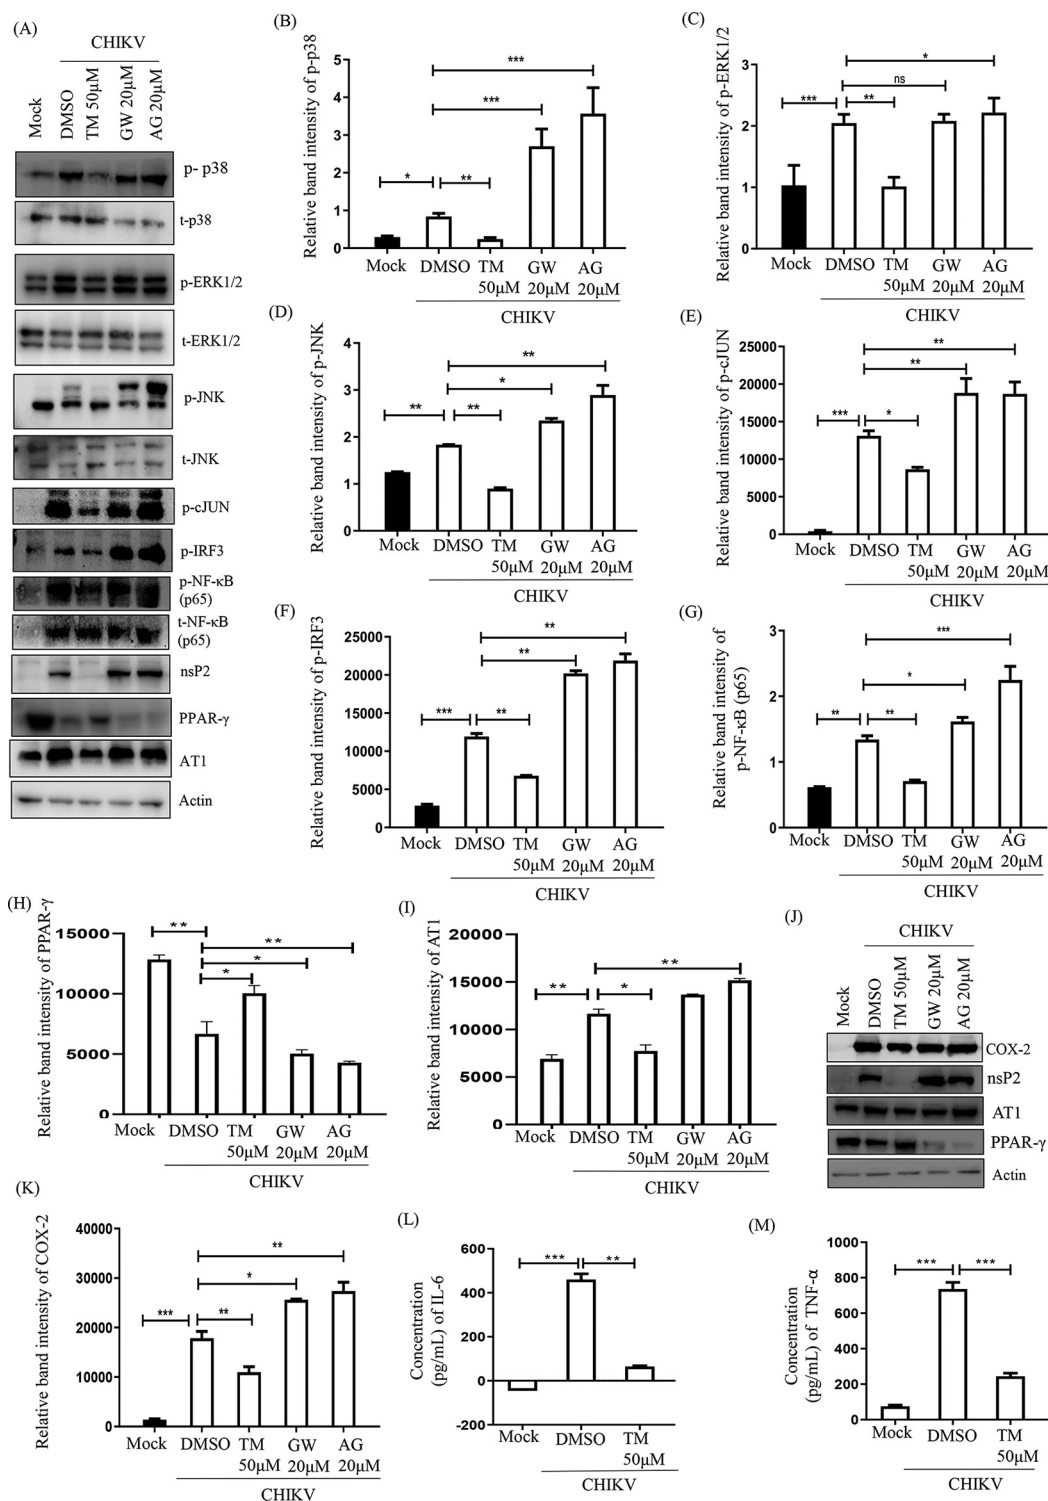 (A)
CHIKV
Mock
DMSO
TM 50μM
GW 20μM
AG 20μM
p- p38
t-p38
p-ERK1/2
t-ERK1/2
p-JNK
t-JNK
p-cJUN
p-IRF3
p-NF-κB
(p65)
t-NF-κB
(p65)
nsP2
PPAR-γ
AT1
Actin
(B)
Relative band intensity of p-p38
5
4
3
2
1
0
*
**
***
***
Mock
DMSO
TM
50μM
GW
20μM
AG
20μM
CHIKV
(C)
Relative band intensity of p-ERK1/2
3
2
1
0
***
**
ns
*
Mock
DMSO
TM
50μM
GW
20μM
AG
20μM
CHIKV
(D)
Relative band intensity of p-JNK
4
3
2
1
0
**
**
*
**
Mock
DMSO
TM
50μM
GW
20μM
AG
20μM
CHIKV
(E)
Relative band intensity of p-cJUN
25000
20000
15000
10000
5000
0
***
*
**
**
Mock
DMSO
TM
50μM
GW
20μM
AG
20μM
CHIKV
(F)
Relative band intensity of p-IRF3
25000
20000
15000
10000
5000
0
***
**
**
**
Mock
DMSO
TM
50μM
GW
20μM
AG
20μM
CHIKV
(G)
Relative band intensity of
p-NF-κB (p65)
3
2
1
0
**
**
*
***
Mock
DMSO
TM
50μM
GW
20μM
AG
20μM
CHIKV
(H)
Relative band intensity of PPAR-γ
15000
10000
5000
0
**
**
*
*
Mock
DMSO
TM
50μM
GW
20μM
AG
20μM
CHIKV
(I)
Relative band intensity of AT1
20000
15000
10000
5000
0
**
*
**
Mock
DMSO
TM
50μM
GW
20μM
AG
20μM
CHIKV
(J)
CHIKV
Mock
DMSO
TM 50μM
GW 20μM
AG 20μM
COX-2
nsP2
AT1
PPAR-γ
Actin
(K)
Relative band intensity of COX-2
40000
30000
20000
10000
0
***
**
*
**
Mock
DMSO
TM
50μM
GW
20μM
AG
20μM
CHIKV
(L)
Concentration
(pg/mL) of IL-6
600
400
200
0
-200
***
**
Mock
DMSO
TM
50μM
CHIKV
(M)
Concentration
(pg/mL) of TNF-α
1000
800
600
400
200
0
***
***
Mock
DMSO
TM
50μM
CHIKV